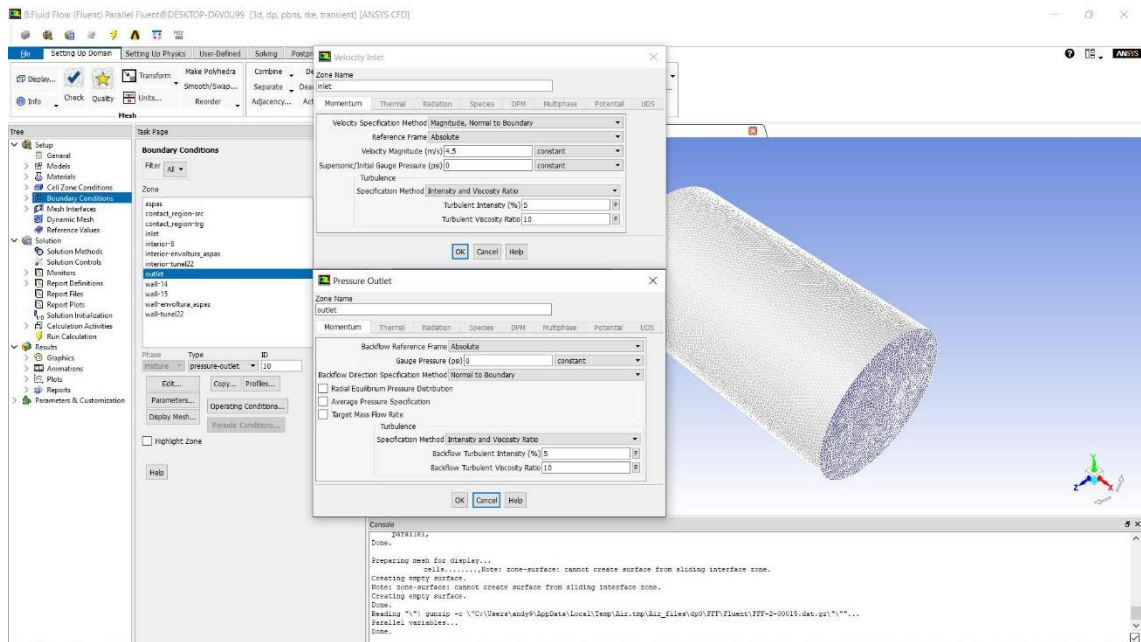 B:Fluid Flow (Fluent) Parallel Fluent@DESKTOP-D6V0U99 [3d, dp, pbns, rke, transient] [ANSYS CFD]
File Setting Up Domain Setting Up Physics User-Defined Solving Postpr
ANSYS
Display...
Info
Check Quality
Transform
Units...
Make Polyhedra
Smooth/Swap...
Reorder
Combine
Separate
Adjacency...
Mesh
Tree
Setup
General
Models
Materials
Cell Zone Conditions
Boundary Conditions
Mesh Interfaces
Dynamic Mesh
Reference Values
Solution
Solution Methods
Solution Controls
Monitors
Report Definitions
Report Files
Report Plots
Solution Initialization
Calculation Activities
Run Calculation
Results
Graphics
Animations
Plots
Reports
Parameters & Customization
Task Page
Boundary Conditions
Filter All
Zone
aspas
contact_region-src
contact_region-trg
inlet
interior-8
interior-envoltura_aspas
interior-tunel22
outlet
wall-14
wall-15
wall-envoltura_aspas
wall-tunel22
Phase Type ID
mixture pressure-outlet 10
Edit... Copy... Profiles...
Parameters... Operating Conditions...
Display Mesh... Periodic Conditions...
Highlight Zone
Help
Velocity Inlet
Zone Name
inlet
Momentum Thermal Radiation Species DPM Multiphase Potential UDS
Velocity Specification Method Magnitude, Normal to Boundary
Reference Frame Absolute
Velocity Magnitude (m/s) 4.5 constant
Supersonic/Initial Gauge Pressure (psi) 0 constant
Turbulence
Specification Method Intensity and Viscosity Ratio
Turbulent Intensity (%) 5 P
Turbulent Viscosity Ratio 10 P
OK Cancel Help
Pressure Outlet
Zone Name
outlet
Momentum Thermal Radiation Species DPM Multiphase Potential UDS
Backflow Reference Frame Absolute
Gauge Pressure (psi) 0 constant
Backflow Direction Specification Method Normal to Boundary
Radial Equilibrium Pressure Distribution
Average Pressure Specification
Target Mass Flow Rate
Turbulence
Specification Method Intensity and Viscosity Ratio
Backflow Turbulent Intensity (%) 5 P
Backflow Turbulent Viscosity Ratio 10 P
OK Cancel Help
Y
Z X
Console
parallel,
Done.
Preparing mesh for display...
cells........,Note: zone-surface: cannot create surface from sliding interface zone.
Creating empty surface.
Note: zone-surface: cannot create surface from sliding interface zone.
Creating empty surface.
Done.
Reading "\"| gunzip -c \"C:\Users\andy9\AppData\Local\Temp\Air.tmp\Air_files\dp0\FFF\Fluent\FFF-2-00015.dat.gz\"\""...
Parallel variables...
Done.